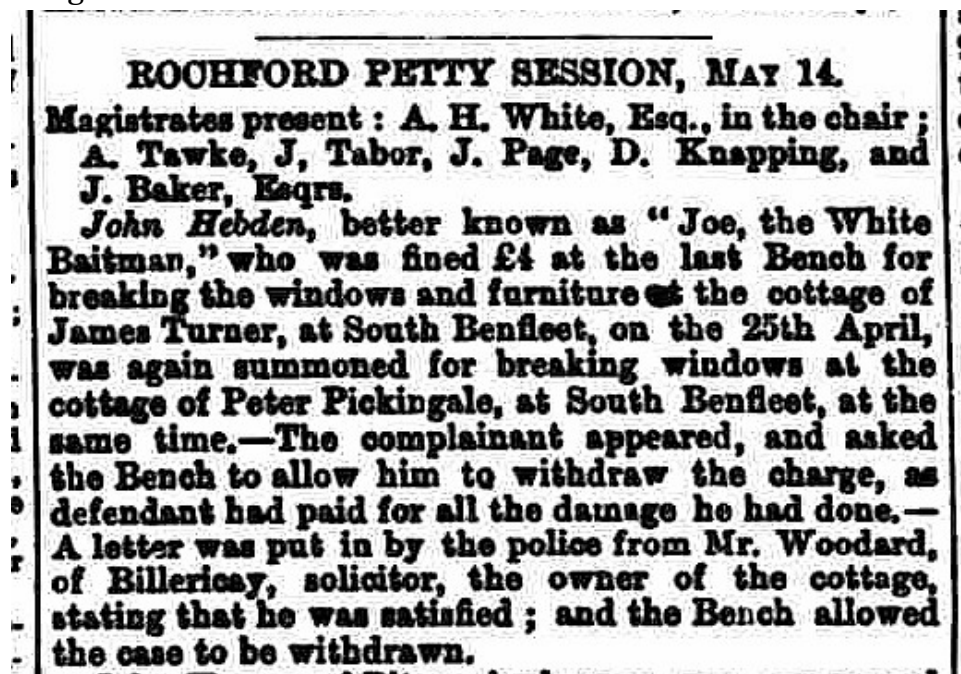 ROCHFORD PETTY SESSION, MAY 14.
Magistrates present : A. H. White, Esq., in the chair ;
A. Tawke, J, Tabor, J. Page, D. Knapping, and
J. Baker, Esqrs.
John Hebden, better known as “ Joe, the White
Baitman,” who was fined £4 at the last Bench for
breaking the windows and furniture at the cottage of
James Turner, at South Benfleet, on the 25th April,
was again summoned for breaking windows at the
cottage of Peter Pickingale, at South Benfleet, at the
same time.—The complainant appeared, and asked
the Bench to allow him to withdraw the charge, as
defendant had paid for all the damage he had done.—
A letter was put in by the police from Mr. Woodard,
of Billericay, solicitor, the owner of the cottage,
stating that he was satisfied ; and the Bench allowed
the case to be withdrawn.